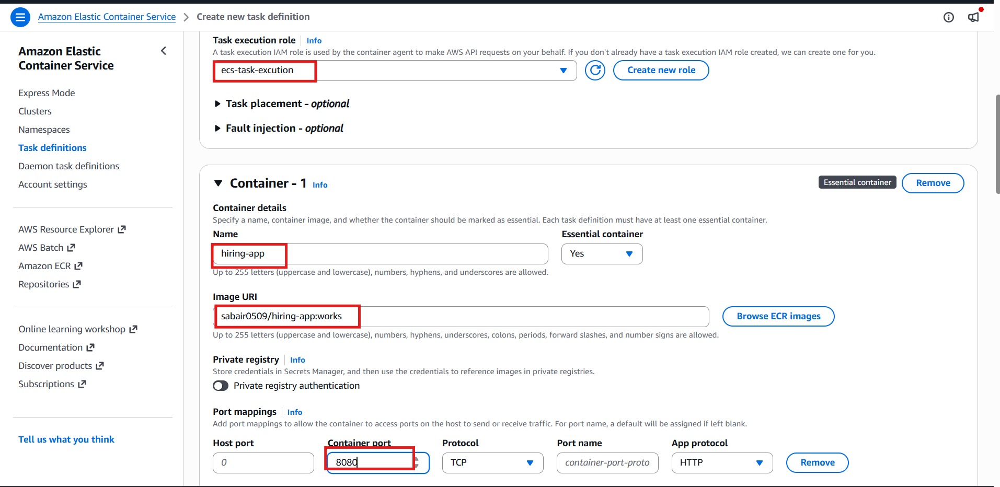 Amazon Elastic Container Service > Create new task definition
Amazon Elastic
Container Service
Express Mode
Clusters
Namespaces
Task definitions
Daemon task definitions
Account settings
AWS Resource Explorer
AWS Batch
Amazon ECR
Repositories
Online learning workshop
Documentation
Discover products
Subscriptions
Tell us what you think
Task execution role Info
A task execution IAM role is used by the container agent to make AWS API requests on your behalf. If you don't already have a task execution IAM role created, we can create one for you.
ecs-task-excution Create new role
Task placement - optional
Fault injection - optional
Container - 1 Info Essential container Remove
Container details
Specify a name, container image, and whether the container should be marked as essential. Each task definition must have at least one essential container.
Name Essential container
hiring-app Yes
Up to 255 letters (uppercase and lowercase), numbers, hyphens, and underscores are allowed.
Image URI
sabair0509/hiring-app:works Browse ECR images
Up to 255 letters (uppercase and lowercase), numbers, hyphens, underscores, colons, periods, forward slashes, and number signs are allowed.
Private registry Info
Store credentials in Secrets Manager, and then use the credentials to reference images in private registries.
Private registry authentication
Port mappings Info
Add port mappings to allow the container to access ports on the host to send or receive traffic. For port name, a default will be assigned if left blank.
Host port Container port Protocol Port name App protocol
0 8080 TCP container-port-proto HTTP Remove